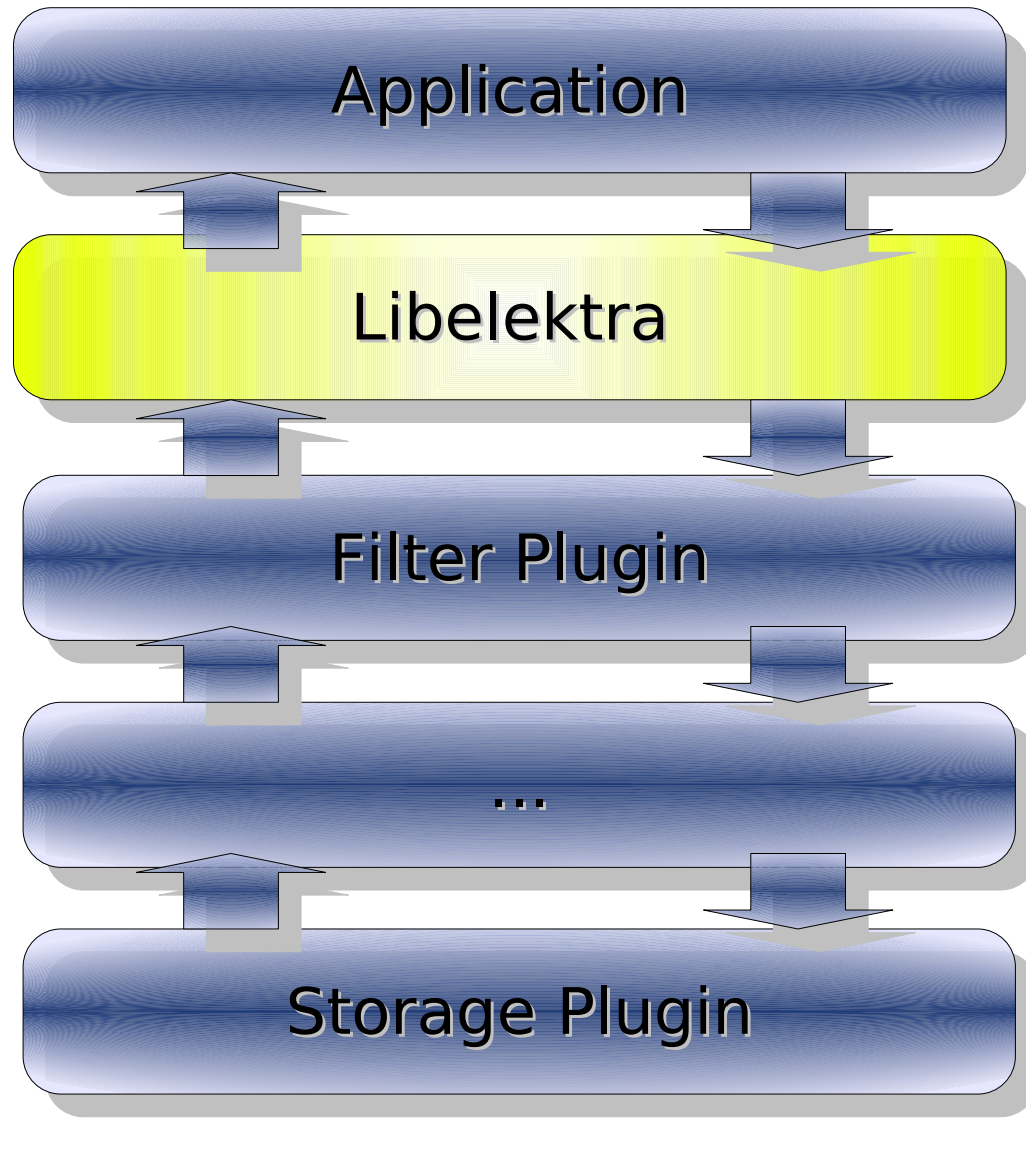 Application
Libelektra
Filter Plugin
...
Storage Plugin